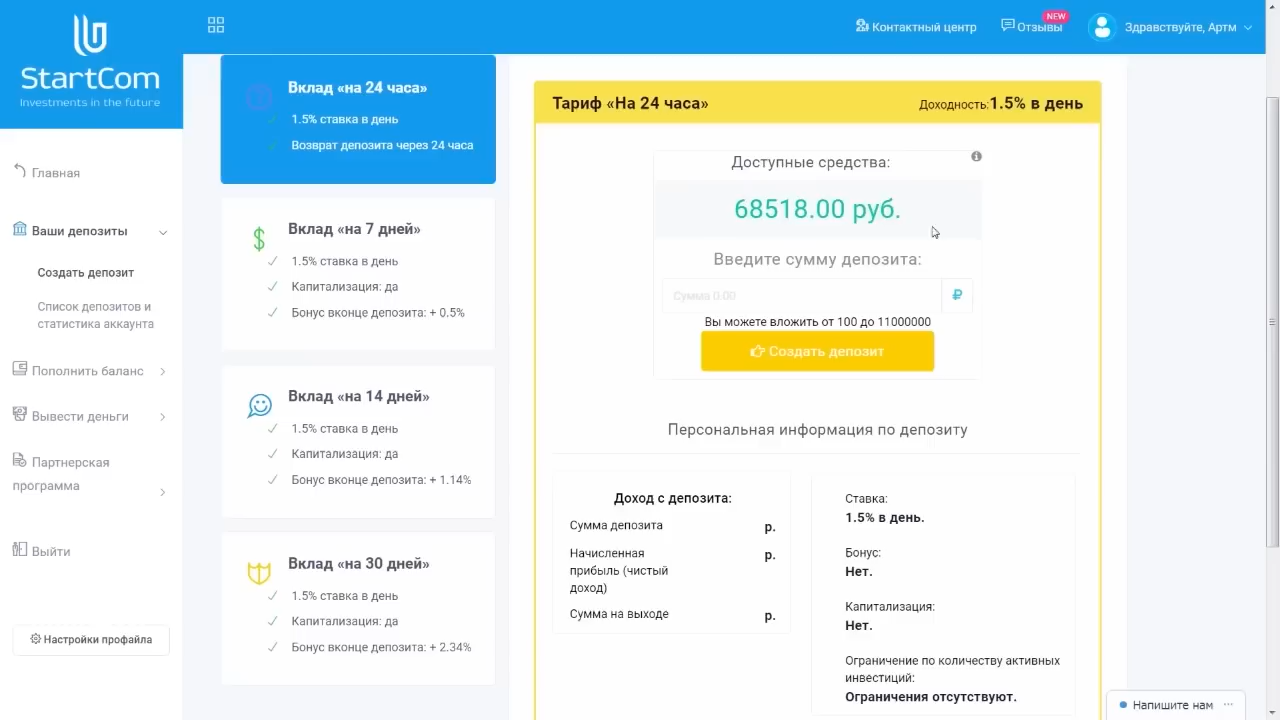 StartCom
Investments in the future
Контактный центр
Отзывы
NEW
Здравствуйте, Артм
Главная
Ваши депозиты
Создать депозит
Список депозитов и
статистика аккаунта
Пополнить баланс
Вывести деньги
Партнерская
программа
Выйти
Настройки профайла
Вклад «на 24 часа»
1.5% ставка в день
Возврат депозита через 24 часа
Вклад «на 7 дней»
1.5% ставка в день
Капитализация: да
Бонус вконце депозита: + 0.5%
Вклад «на 14 дней»
1.5% ставка в день
Капитализация: да
Бонус вконце депозита: + 1.14%
Вклад «на 30 дней»
1.5% ставка в день
Капитализация: да
Бонус вконце депозита: + 2.34%
Тариф «На 24 часа»
Доходность:1.5% в день
Доступные средства:
68518.00 руб.
Введите сумму депозита:
Сумма 0.00
₽
Вы можете вложить от 100 до 11000000
Создать депозит
Персональная информация по депозиту
Доход с депозита:
Сумма депозита р.
Начисленная р.
прибыль (чистый
доход)
Сумма на выходе р.
Ставка:
1.5% в день.
Бонус:
Нет.
Капитализация:
Нет.
Ограничение по количеству активных
инвестиций:
Ограничения отсутствуют.
Напишите нам